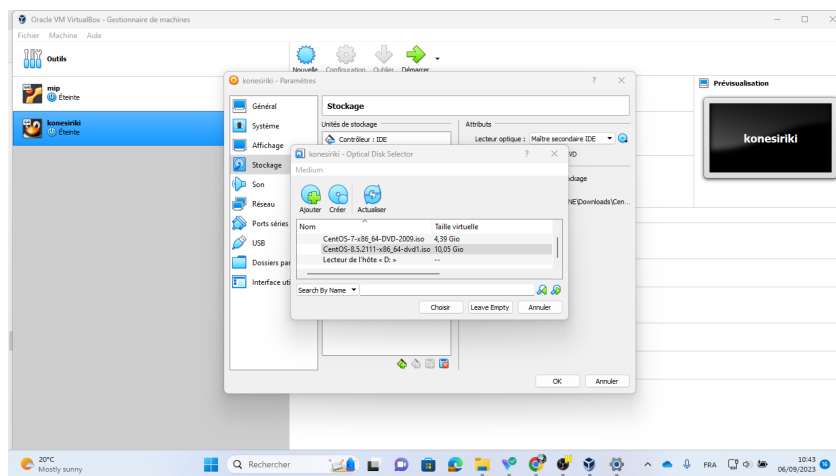 Oracle VM VirtualBox - Gestionnaire de machines
Fichier Machine Aide
Outils
Nouvelle Configuration Oublier Démarrer
mip
Éteinte
konesiriki
Éteinte
Prévisualisation
konesiriki
konesiriki - Paramètres
Général
Système
Affichage
Stockage
Son
Réseau
Ports séries
USB
Dossiers par
Interface uti
Stockage
Unités de stockage
Contrôleur : IDE
Attributs
Lecteur optique : Maître secondaire IDE
VD
ckage
NE\Downloads\Cen...
konesiriki - Optical Disk Selector
Medium
Ajouter Créer Actualiser
Nom Taille virtuelle
CentOS-7-x86_64-DVD-2009.iso 4,39 Gio
CentOS-8.5.2111-x86_64-dvd1.iso 10,05 Gio
Lecteur de l'hôte « D: » --
Search By Name
Choisir Leave Empty Annuler
OK Annuler
20°C
Mostly sunny
Rechercher
FRA
10:43
06/09/2023